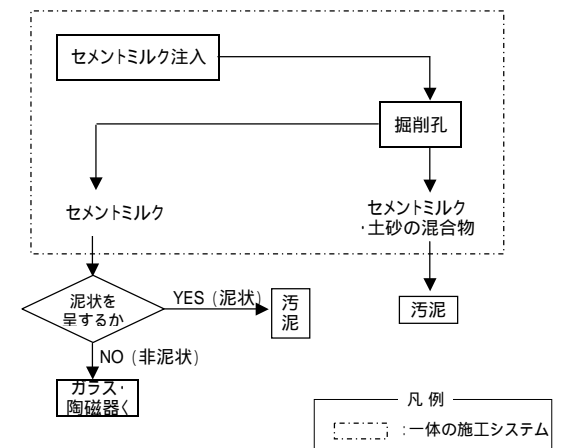 セメントミルク注入
掘削孔
セメントミルク
セメントミルク
・土砂の混合物
泥状を
呈するか
YES (泥状)
汚
泥
汚泥
NO (非泥状)
ガラス・
陶磁器く
凡 例
：一体の施工システム